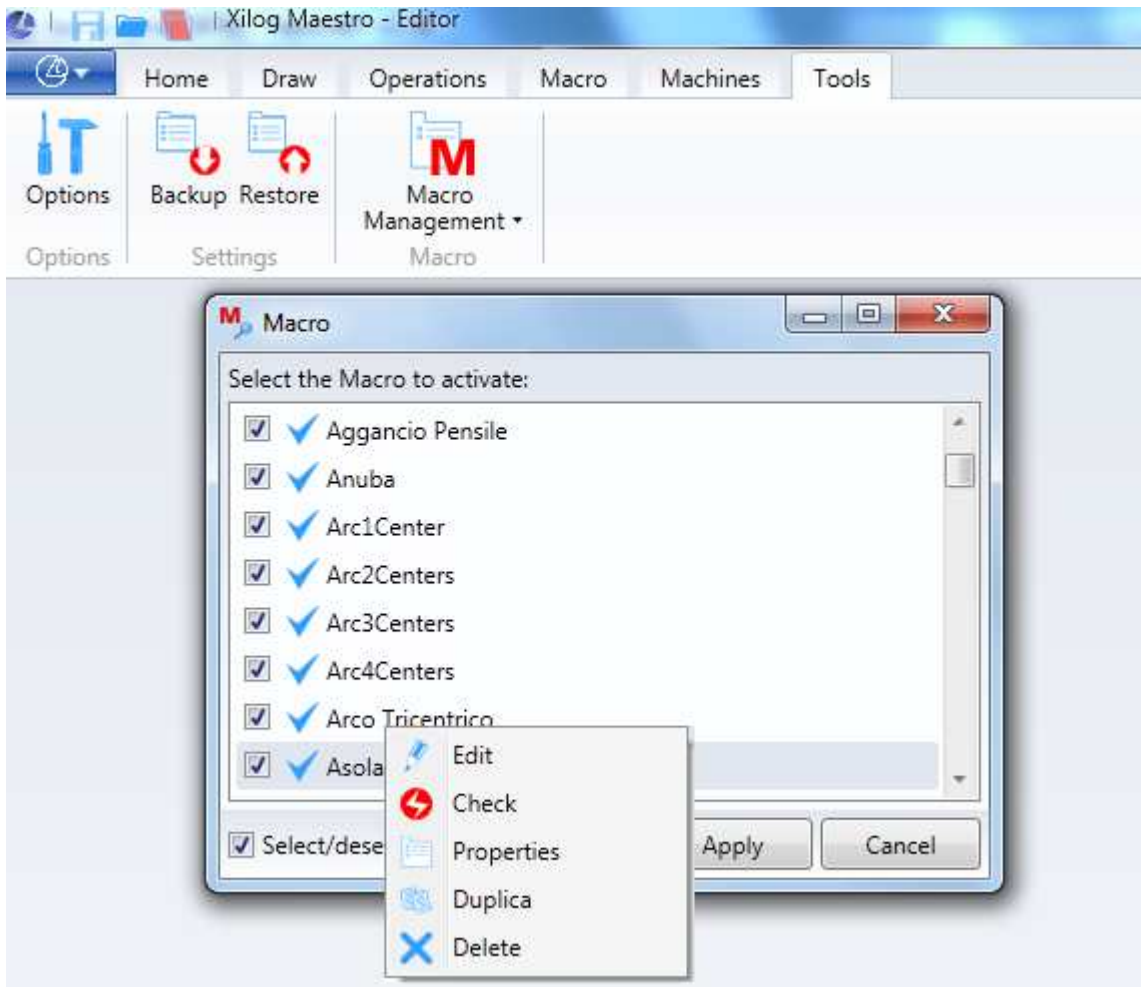 Xilog Maestro - Editor
Home Draw Operations Macro Machines Tools
Options Backup Restore Macro Management
Options Settings Macro
M Macro
Select the Macro to activate:
Aggancio Pensile
Anuba
Arc1Center
Arc2Centers
Arc3Centers
Arc4Centers
Arco Tricentrico
Asola
Edit
Check
Properties
Duplica
Delete
Select/dese
Apply Cancel